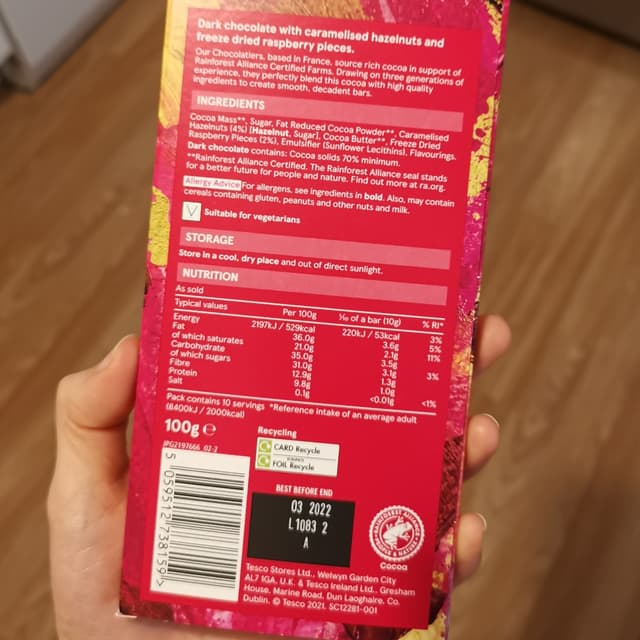 Dark chocolate with caramelised hazelnuts and
freeze dried raspberry pieces.
Our Chocolatiers, based in France, source rich cocoa in support of
Rainforest Alliance Certified Farms. Drawing on three generations of
experience, they perfectly blend this cocoa with high quality
ingredients to create smooth, decadent bars.
INGREDIENTS
Cocoa Mass**, Sugar, Fat Reduced Cocoa Powder**, Caramelised
Hazelnuts (4%) [Hazelnut, Sugar], Cocoa Butter**, Freeze Dried
Raspberry Pieces (2%), Emulsifier (Sunflower Lecithins), Flavourings.
Dark chocolate contains: Cocoa solids 70% minimum.
**Rainforest Alliance Certified. The Rainforest Alliance seal stands
for a better future for people and nature. Find out more at ra.org.
Allergy Advice For allergens, see ingredients in bold. Also, may contain
cereals containing gluten, peanuts and other nuts and milk.
V Suitable for vegetarians
STORAGE
Store in a cool, dry place and out of direct sunlight.
NUTRITION
As sold
Typical values Per 100g 1/10 of a bar (10g) % RI*
Energy 2197kJ / 529kcal 220kJ / 53kcal 3%
Fat 36.0g 3.6g 5%
of which saturates 21.0g 2.1g 11%
Carbohydrate 35.0g 3.5g
of which sugars 31.0g 3.1g 3%
Fibre 12.9g 1.3g
Protein 9.8g 1.0g
Salt 0.1g <0.01g <1%
Pack contains 10 servings *Reference intake of an average adult
(8400kJ / 2000kcal)
100g e
JPG2197666 02-2
Recycling
CARD Recycle
FOIL Recycle
BEST BEFORE END
03 2022
L1083 2
A
5 059512 738159 >
RAINFOREST ALLIANCE
PEOPLE & NATURE
Cocoa
Tesco Stores Ltd., Welwyn Garden City
AL7 1GA, U.K. & Tesco Ireland Ltd., Gresham
House, Marine Road, Dun Laoghaire, Co.
Dublin. © Tesco 2021. SC12281-001